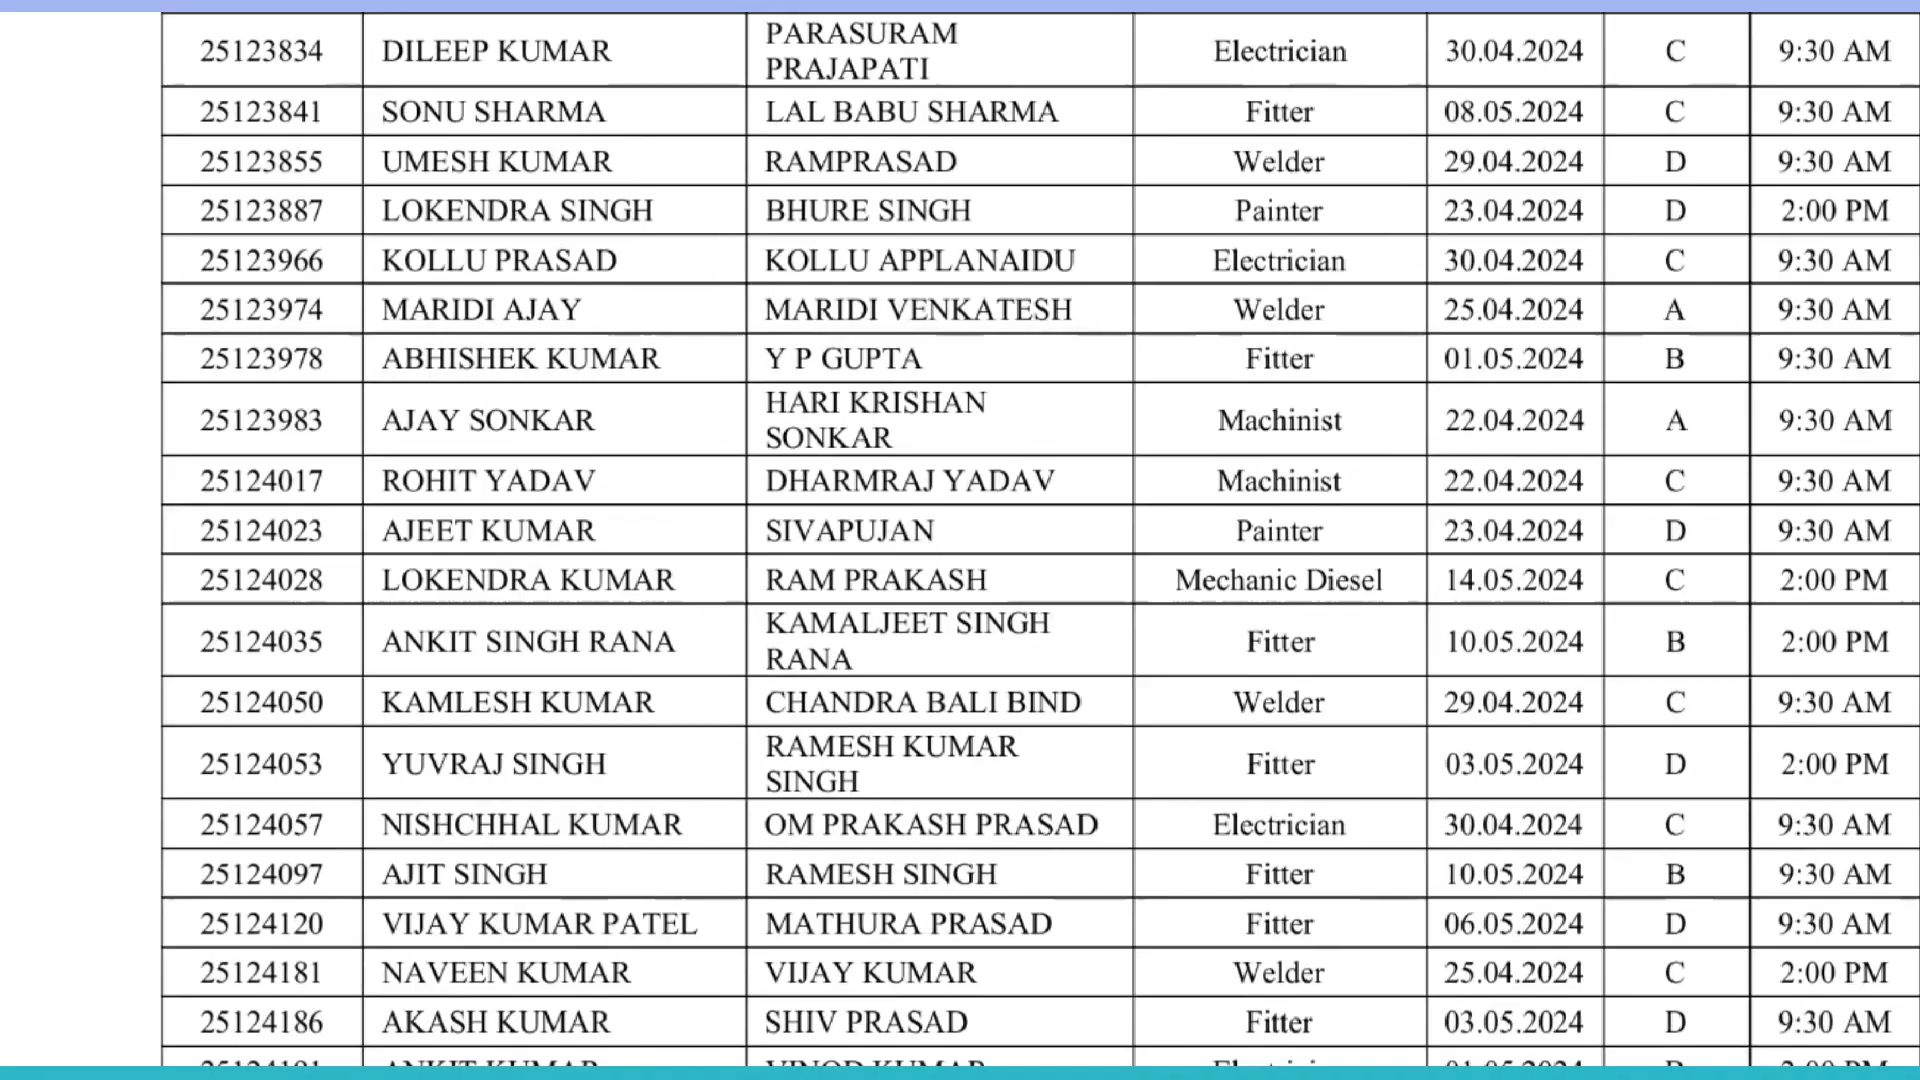 25123834 DILEEP KUMAR PARASURAM PRAJAPATI Electrician 30.04.2024 C 9:30 AM
25123841 SONU SHARMA LAL BABU SHARMA Fitter 08.05.2024 C 9:30 AM
25123855 UMESH KUMAR RAMPRASAD Welder 29.04.2024 D 9:30 AM
25123887 LOKENDRA SINGH BHURE SINGH Painter 23.04.2024 D 2:00 PM
25123966 KOLLU PRASAD KOLLU APPLANAIDU Electrician 30.04.2024 C 9:30 AM
25123974 MARIDI AJAY MARIDI VENKATESH Welder 25.04.2024 A 9:30 AM
25123978 ABHISHEK KUMAR Y P GUPTA Fitter 01.05.2024 B 9:30 AM
25123983 AJAY SONKAR HARI KRISHAN SONKAR Machinist 22.04.2024 A 9:30 AM
25124017 ROHIT YADAV DHARMRAJ YADAV Machinist 22.04.2024 C 9:30 AM
25124023 AJEET KUMAR SIVAPUJAN Painter 23.04.2024 D 9:30 AM
25124028 LOKENDRA KUMAR RAM PRAKASH Mechanic Diesel 14.05.2024 C 2:00 PM
25124035 ANKIT SINGH RANA KAMALJEET SINGH RANA Fitter 10.05.2024 B 2:00 PM
25124050 KAMLESH KUMAR CHANDRA BALI BIND Welder 29.04.2024 C 9:30 AM
25124053 YUVRAJ SINGH RAMESH KUMAR SINGH Fitter 03.05.2024 D 2:00 PM
25124057 NISHCHHAL KUMAR OM PRAKASH PRASAD Electrician 30.04.2024 C 9:30 AM
25124097 AJIT SINGH RAMESH SINGH Fitter 10.05.2024 B 9:30 AM
25124120 VIJAY KUMAR PATEL MATHURA PRASAD Fitter 06.05.2024 D 9:30 AM
25124181 NAVEEN KUMAR VIJAY KUMAR Welder 25.04.2024 C 2:00 PM
25124186 AKASH KUMAR SHIV PRASAD Fitter 03.05.2024 D 9:30 AM